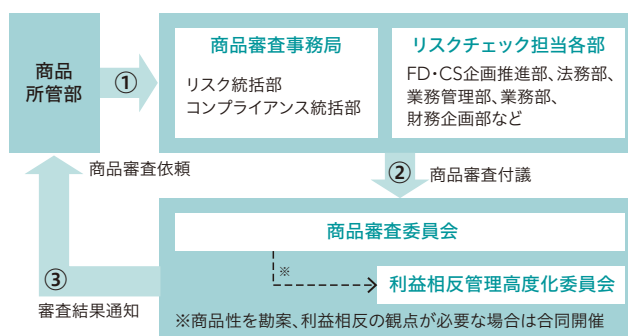 商品
所管部
①
商品審査事務局
リスク統括部
コンプライアンス統括部
リスクチェック担当各部
FD・CS企画推進部、法務部、
業務管理部、業務部、
財務企画部など
商品審査依頼
②
商品審査付議
商品審査委員会
※
利益相反管理高度化委員会
③
審査結果通知
※商品性を勘案、利益相反の観点が必要な場合は合同開催